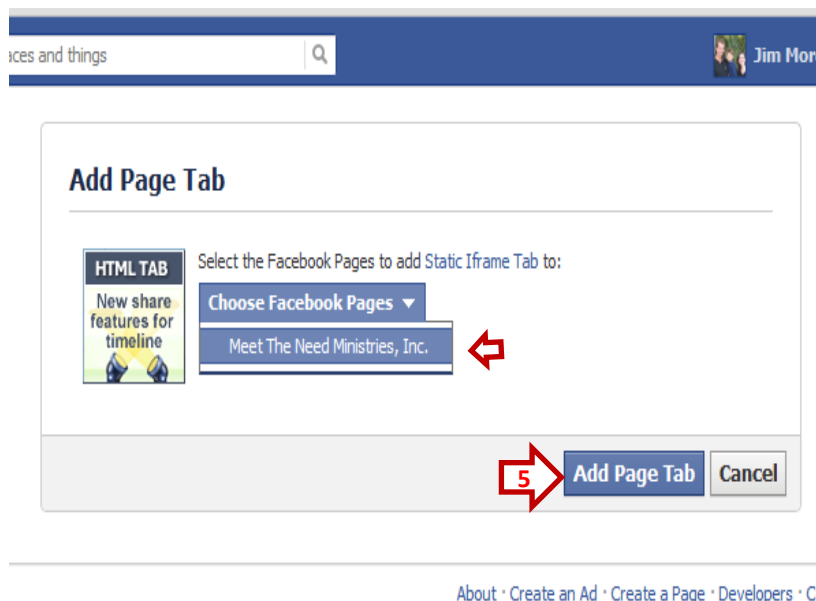 aces and things
Jim Mor
Add Page Tab
HTML TAB
New share
features for
timeline
Select the Facebook Pages to add Static Iframe Tab to:
Choose Facebook Pages
Meet The Need Ministries, Inc.
5
Add Page Tab
Cancel
About · Create an Ad · Create a Page · Developers · C